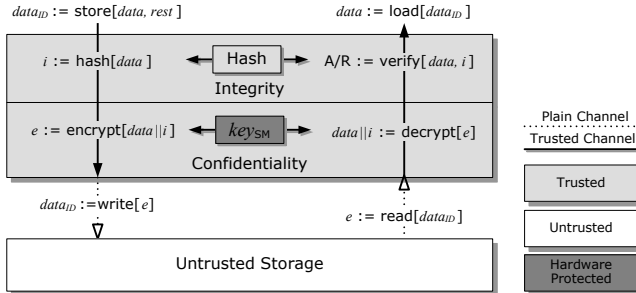 data_ID := store[data, rest]
data := load[data_ID]
i := hash[data]
Hash
A/R := verify[data, i]
Integrity
e := encrypt[data||i]
key_SM
data||i := decrypt[e]
Confidentiality
data_ID :=write[e]
e := read[data_ID]
Untrusted Storage
Plain Channel
Trusted Channel
Trusted
Untrusted
Hardware
Protected